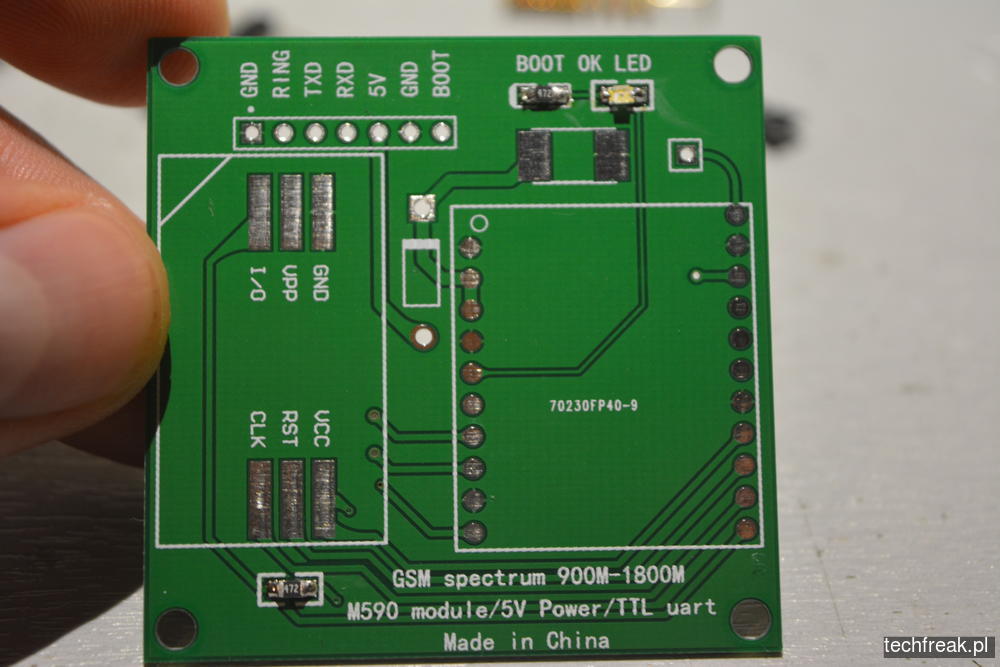 GND RING TXD RXD 5V GND BOOT
BOOT OK LED
472
I/O VPP GND
70230FP40-9
CLK RST VCC
472
GSM spectrum 900M-1800M
M590 module/5V Power/TTL uart
Made in China
techfreak.pl